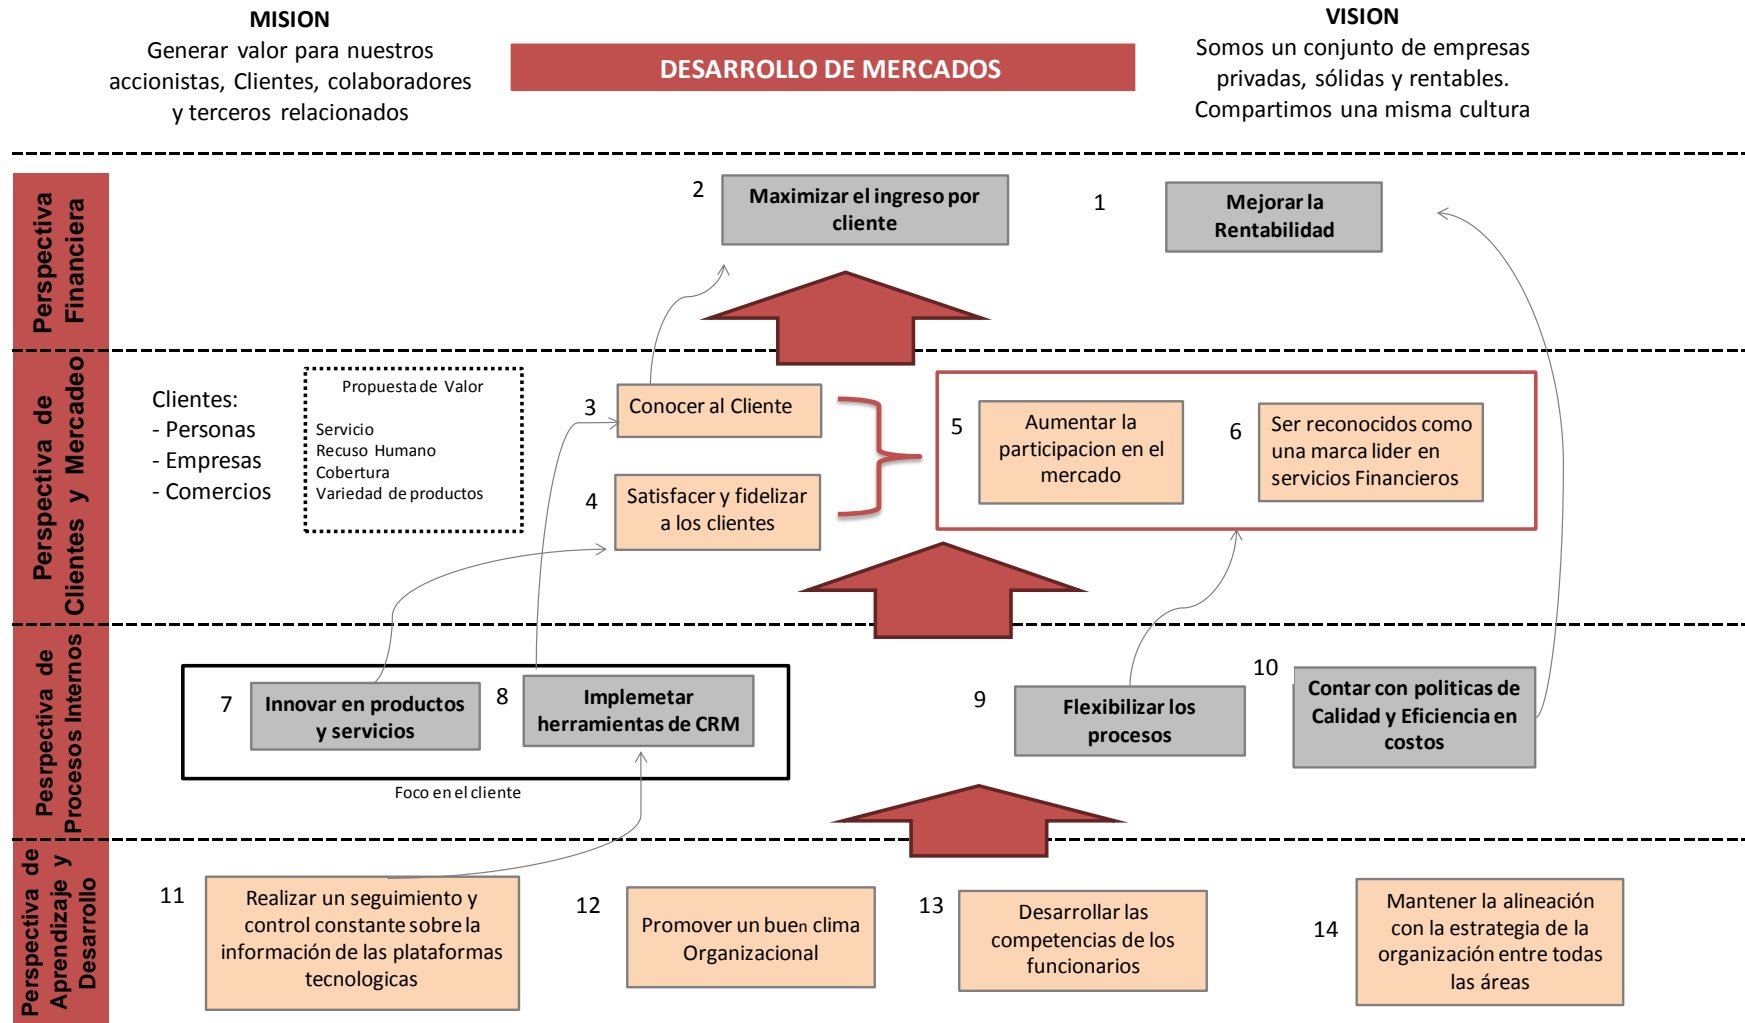 MISION
Generar valor para nuestros
accionistas, Clientes, colaboradores
y terceros relacionados
DESARROLLO DE MERCADOS
VISION
Somos un conjunto de empresas
privadas, sólidas y rentables.
Compartimos una misma cultura
Perspectiva
Financiera
2
Maximizar el ingreso por
cliente
1
Mejorar la
Rentabilidad
Perspectiva de
Clientes y Mercadeo
Clientes:
- Personas
- Empresas
- Comercios
Propuesta de Valor
Servicio
Recuso Humano
Cobertura
Variedad de productos
3
Conocer al Cliente
4
Satisfacer y fidelizar
a los clientes
5
Aumentar la
participacion en el
mercado
6
Ser reconocidos como
una marca lider en
servicios Financieros
Pesrpectiva de
Procesos Internos
7
Innovar en productos
y servicios
8
Implemetar
herramientas de CRM
Foco en el cliente
9
Flexibilizar los
procesos
10
Contar con politicas de
Calidad y Eficiencia en
costos
Perspectiva de
Aprendizaje y
Desarrollo
11
Realizar un seguimiento y
control constante sobre la
información de las plataformas
tecnologicas
12
Promover un buen clima
Organizacional
13
Desarrollar las
competencias de los
funcionarios
14
Mantener la alineación
con la estrategia de la
organización entre todas
las áreas